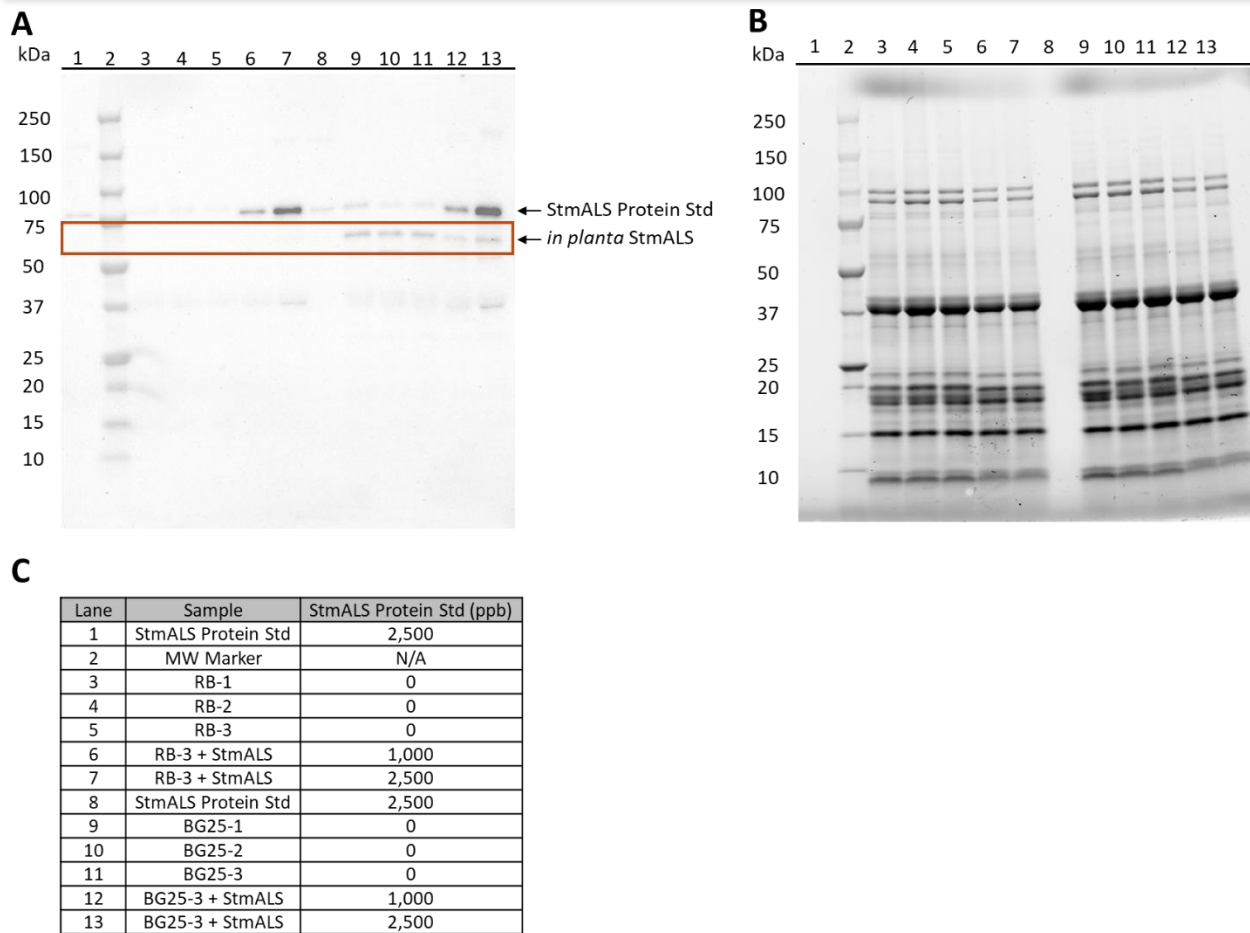 A
kDa
1 2 3 4 5 6 7 8 9 10 11 12 13
250
150
100
75
50
37
25
20
15
10
StmALS Protein Std
in planta StmALS
B
kDa
1 2 3 4 5 6 7 8 9 10 11 12 13
250
150
100
75
50
37
25
20
15
10
C
Lane Sample StmALS Protein Std (ppb)
1 StmALS Protein Std 2,500
2 MW Marker N/A
3 RB-1 0
4 RB-2 0
5 RB-3 0
6 RB-3 + StmALS 1,000
7 RB-3 + StmALS 2,500
8 StmALS Protein Std 2,500
9 BG25-1 0
10 BG25-2 0
11 BG25-3 0
12 BG25-3 + StmALS 1,000
13 BG25-3 + StmALS 2,500